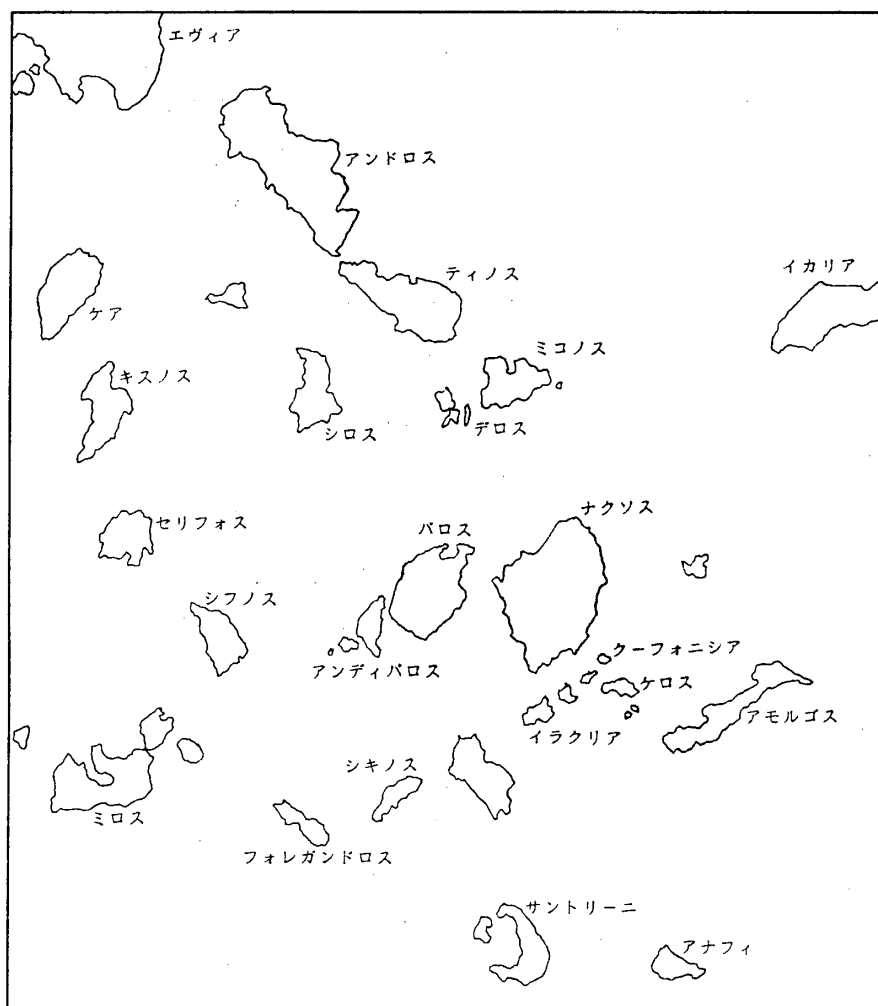 エヴィア
アンドロス
ティノス
イカリア
ケア
ミコノス
キスノス
シロス
デロス
ナクソス
セリフォス
パロス
シフノス
クーフォニシア
アンディパロス
ケロス
アモルゴス
イラクリア
シキノス
ミロス
フォレガンドロス
サントリーニ
アナフィ